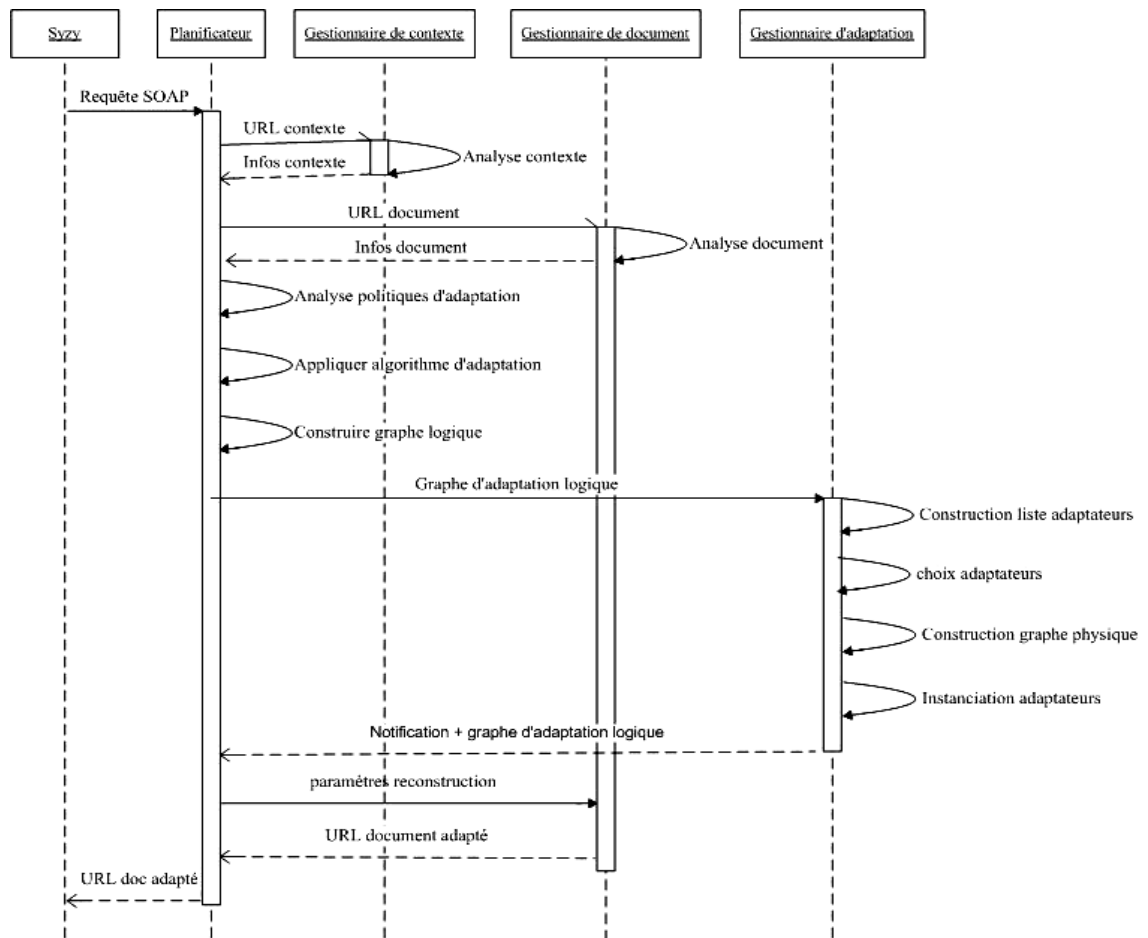 Syzy
Planificateur
Gestionnaire de contexte
Gestionnaire de document
Gestionnaire d'adaptation
Requête SOAP
URL contexte
Analyse contexte
Infos contexte
URL document
Analyse document
Infos document
Analyse politiques d'adaptation
Appliquer algorithme d'adaptation
Construire graphe logique
Graphe d'adaptation logique
Construction liste adaptateurs
choix adaptateurs
Construction graphe physique
Instanciation adaptateurs
Notification + graphe d'adaptation logique
paramètres reconstruction
URL document adapté
URL doc adapté